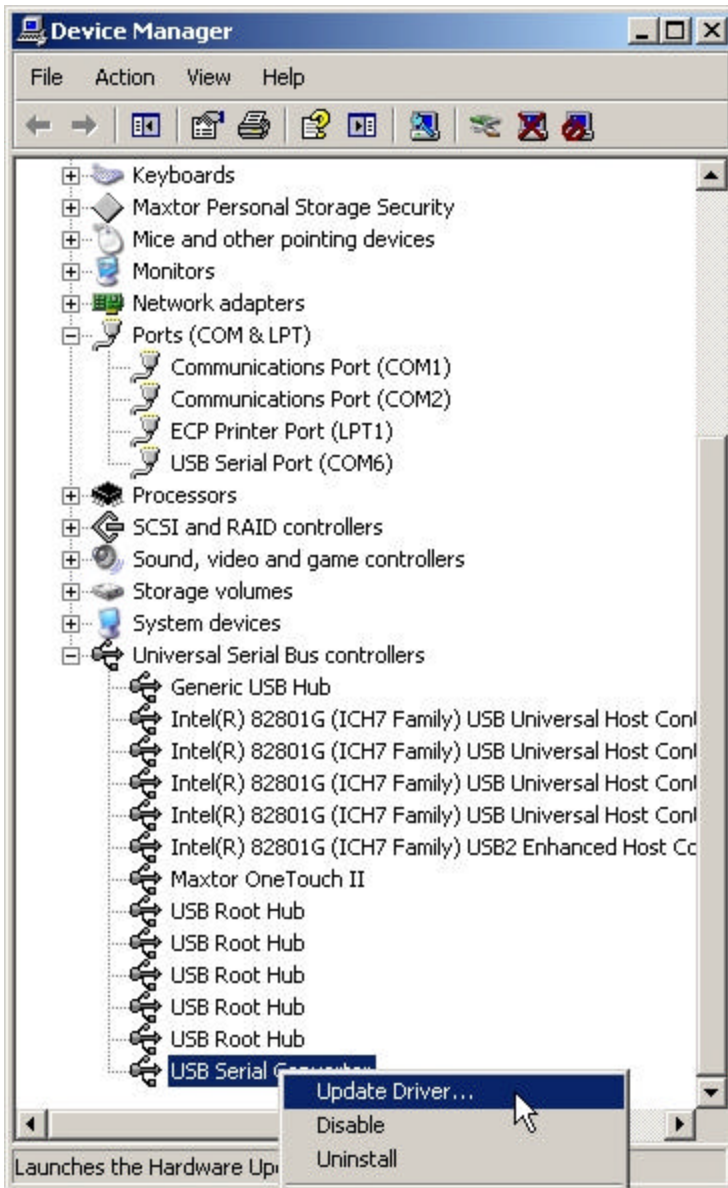 Device Manager
File Action View Help
Keyboards
Maxtor Personal Storage Security
Mice and other pointing devices
Monitors
Network adapters
Ports (COM & LPT)
Communications Port (COM1)
Communications Port (COM2)
ECP Printer Port (LPT1)
USB Serial Port (COM6)
Processors
SCSI and RAID controllers
Sound, video and game controllers
Storage volumes
System devices
Universal Serial Bus controllers
Generic USB Hub
Intel(R) 82801G (ICH7 Family) USB Universal Host Con
Intel(R) 82801G (ICH7 Family) USB Universal Host Con
Intel(R) 82801G (ICH7 Family) USB Universal Host Con
Intel(R) 82801G (ICH7 Family) USB Universal Host Con
Intel(R) 82801G (ICH7 Family) USB2 Enhanced Host Co
Maxtor OneTouch II
USB Root Hub
USB Root Hub
USB Root Hub
USB Root Hub
USB Root Hub
USB Serial
Update Driver...
Disable
Uninstall
Launches the Hardware Up